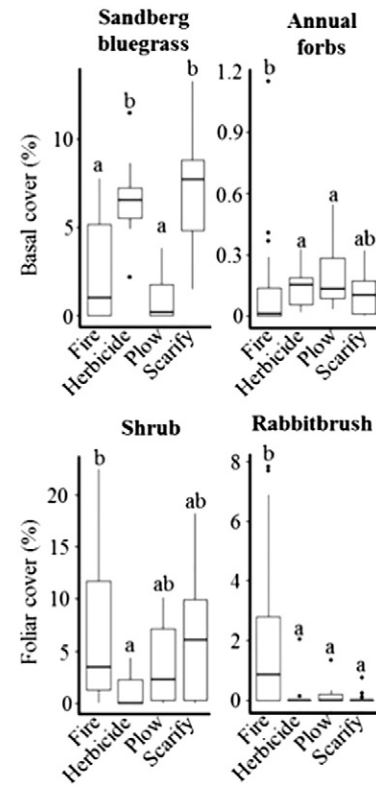 Sandberg
bluegrass
Annual
forbs
Basal cover (%)
10
5
0
a
b
a
b
Fire
Herbicide
Plow
Scarify
1.2
0.9
0.6
0.3
0
b
a
a
ab
Fire
Herbicide
Plow
Scarify
Shrub
Rabbitbrush
Foliar cover (%)
20
15
10
5
0
b
a
ab
ab
Fire
Herbicide
Plow
Scarify
8
6
4
2
0
b
a
a
a
Fire
Herbicide
Plow
Scarify